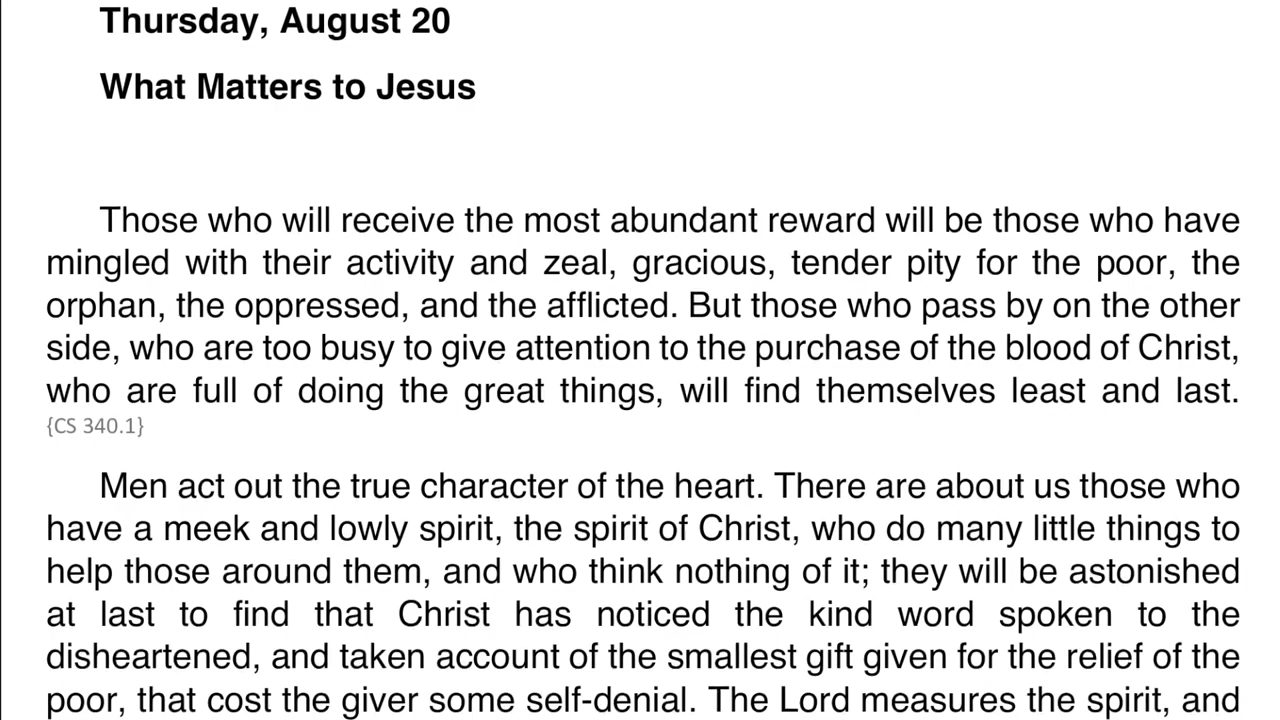 Thursday, August 20
What Matters to Jesus
Those who will receive the most abundant reward will be those who have
mingled with their activity and zeal, gracious, tender pity for the poor, the
orphan, the oppressed, and the afflicted. But those who pass by on the other
side, who are too busy to give attention to the purchase of the blood of Christ,
who are full of doing the great things, will find themselves least and last.
{CS 340.1}
Men act out the true character of the heart. There are about us those who
have a meek and lowly spirit, the spirit of Christ, who do many little things to
help those around them, and who think nothing of it; they will be astonished
at last to find that Christ has noticed the kind word spoken to the
disheartened, and taken account of the smallest gift given for the relief of the
poor, that cost the giver some self-denial. The Lord measures the spirit, and